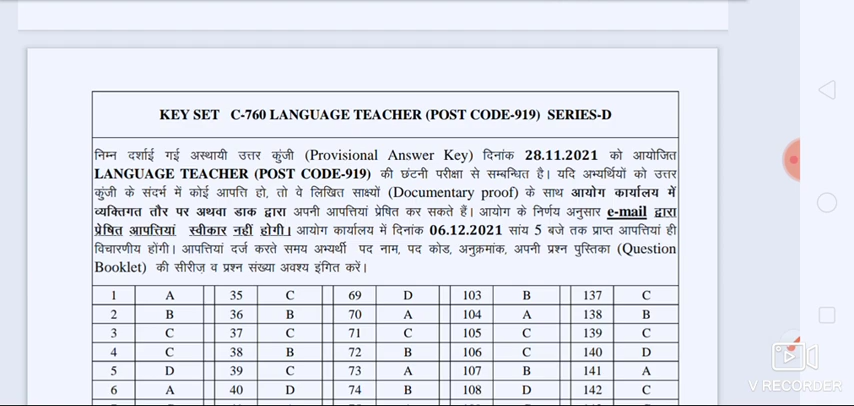 KEY SET C-760 LANGUAGE TEACHER (POST CODE-919) SERIES-D
निम्न दर्शाई गई अस्थायी उत्तर कुंजी (Provisional Answer Key) दिनांक 28.11.2021 को आयोजित
LANGUAGE TEACHER (POST CODE-919) की छंटनी परीक्षा से सम्बन्धित है। यदि अभ्यर्थियों को उत्तर
कुंजी के संदर्भ में कोई आपत्ति हो, तो वे लिखित साक्ष्यों (Documentary proof) के साथ आयोग कार्यालय में
व्यक्तिगत तौर पर अथवा डाक द्वारा अपनी आपत्तियां प्रेषित कर सकते हैं। आयोग के निर्णय अनुसार e-mail द्वारा
प्रेषित आपत्तियां स्वीकार नहीं होगी। आयोग कार्यालय में दिनांक 06.12.2021 सांय 5 बजे तक प्राप्त आपत्तियां ही
विचारणीय होंगी। आपत्तियां दर्ज करते समय अभ्यर्थी पद नाम, पद कोड, अनुक्रमांक, अपनी प्रश्न पुस्तिका (Question
Booklet) की सीरीज़ व प्रश्न संख्या अवश्य इंगित करें।
1 A 35 C 69 D 103 B 137 C
2 B 36 B 70 A 104 A 138 B
3 C 37 C 71 C 105 C 139 C
4 C 38 B 72 B 106 C 140 D
5 D 39 C 73 A 107 B 141 A
6 A 40 D 74 B 108 D 142 C
V RECORDER